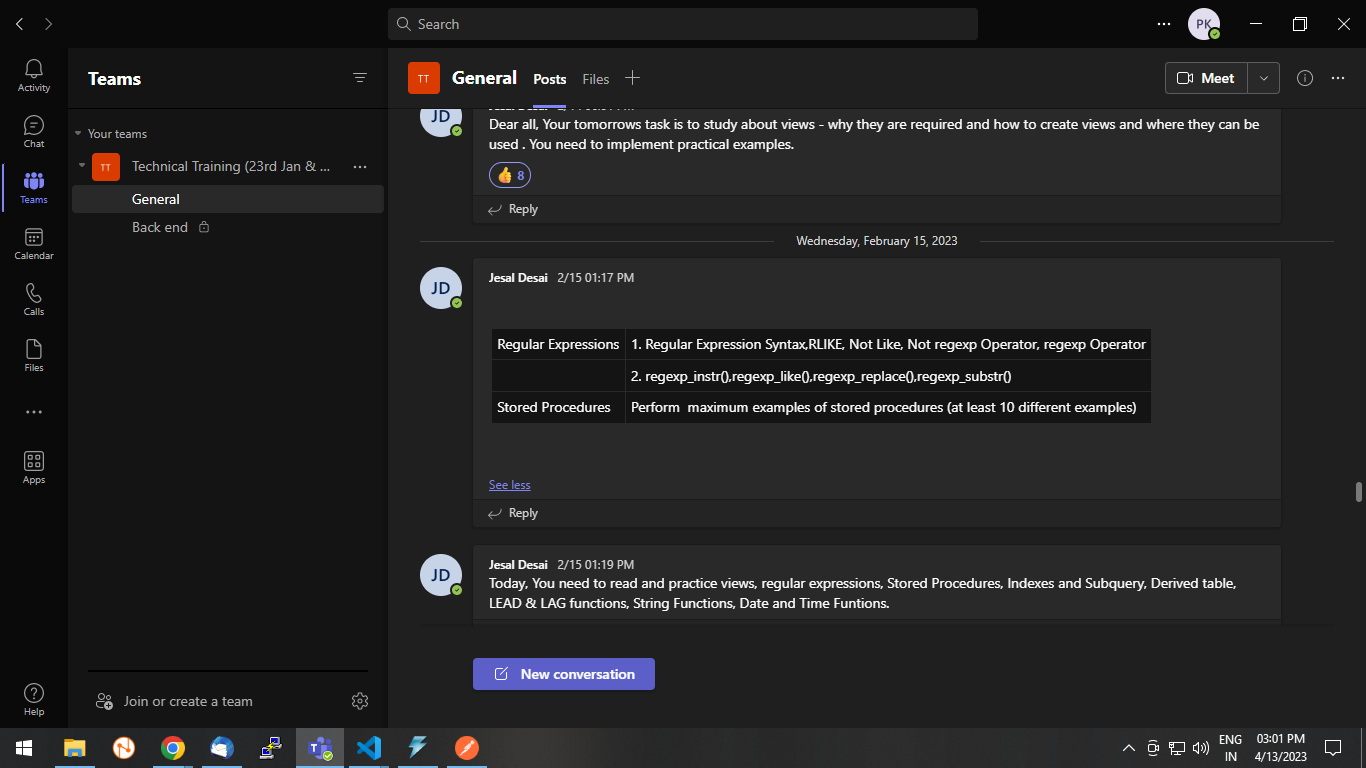 Search
PK
Activity
Chat
Teams
Calendar
Calls
Files
Apps
Help
Teams
Your teams
TT
Technical Training (23rd Jan & ...
General
Back end
Join or create a team
TT
General
Posts
Files
Meet
JD
Jesal Desai
Dear all, Your tomorrows task is to study about views - why they are required and how to create views and where they can be
used . You need to implement practical examples.
8
Reply
Wednesday, February 15, 2023
JD
Jesal Desai 2/15 01:17 PM
Regular Expressions 1. Regular Expression Syntax,RLIKE, Not Like, Not regexp Operator, regexp Operator
2. regexp_instr(),regexp_like(),regexp_replace(),regexp_substr()
Stored Procedures Perform maximum examples of stored procedures (at least 10 different examples)
See less
Reply
JD
Jesal Desai 2/15 01:19 PM
Today, You need to read and practice views, regular expressions, Stored Procedures, Indexes and Subquery, Derived table,
LEAD & LAG functions, String Functions, Date and Time Funtions.
New conversation
ENG
IN
03:01 PM
4/13/2023